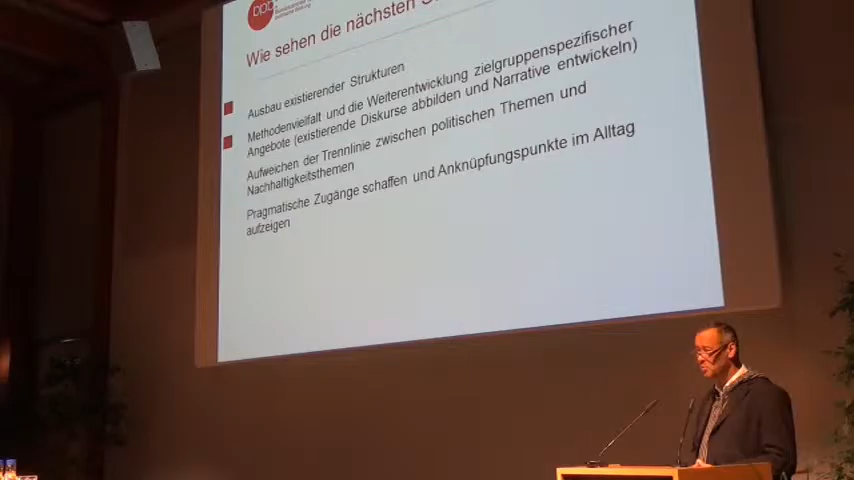 bpb:
Wie sehen die nächsten
Ausbau existierender Strukturen
Methodenvielfalt und die Weiterentwicklung zielgruppenspezifischer
Angebote (existierende Diskurse abbilden und Narrative entwickeln)
Aufweichen der Trennlinie zwischen politischen Themen und
Nachhaltigkeitsthemen
Pragmatische Zugänge schaffen und Anknüpfungspunkte im Alltag
aufzeigen